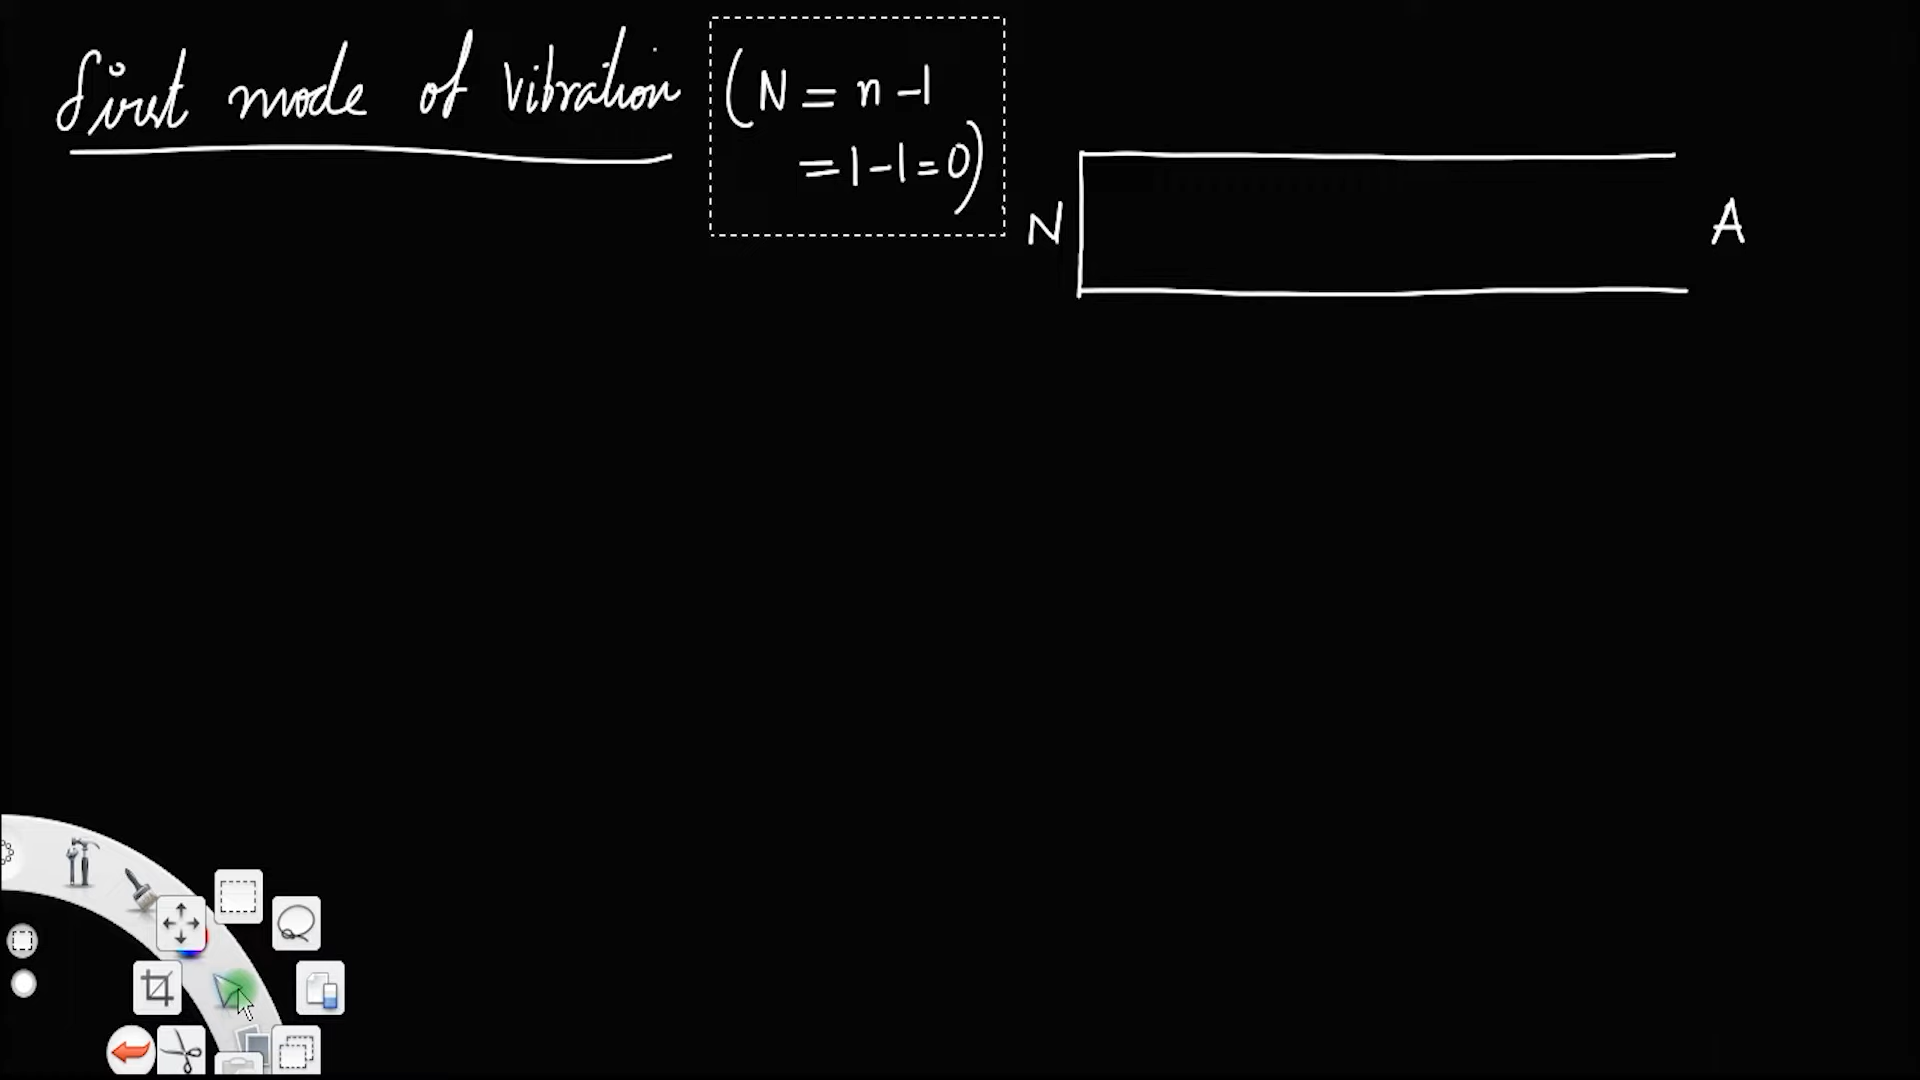 first mode of vibration (N = n - 1
= 1 - 1 = 0)
N
A